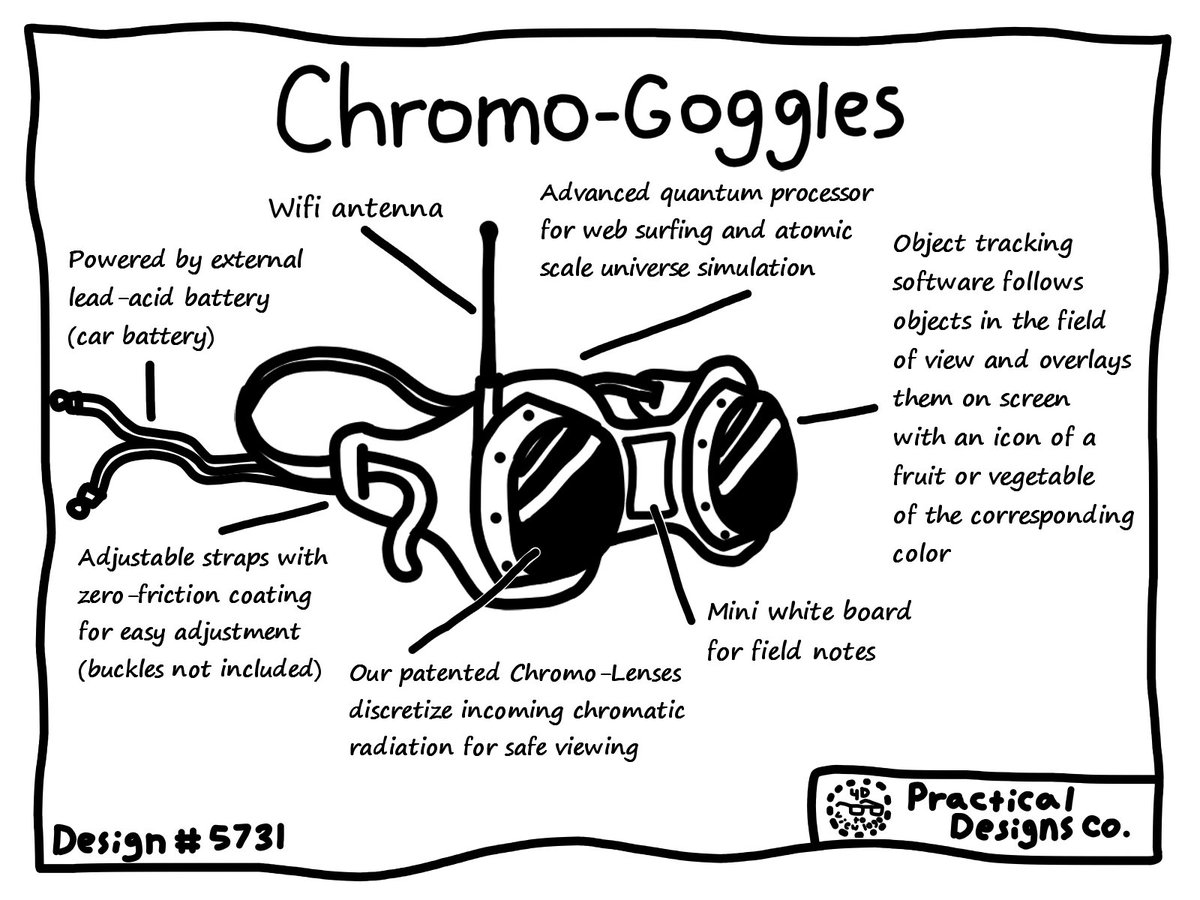 Chromo-Goggles
Wifi antenna
Advanced quantum processor
for web surfing and atomic
scale universe simulation
Powered by external
lead-acid battery
(car battery)
Object tracking
software follows
objects in the field
of view and overlays
them on screen
with an icon of a
fruit or vegetable
of the corresponding
color
Adjustable straps with
zero-friction coating
for easy adjustment
(buckles not included)
Our patented Chromo-Lenses
discretize incoming chromatic
radiation for safe viewing
Mini white board
for field notes
Design # 5731
4D
Practical
Designs Co.